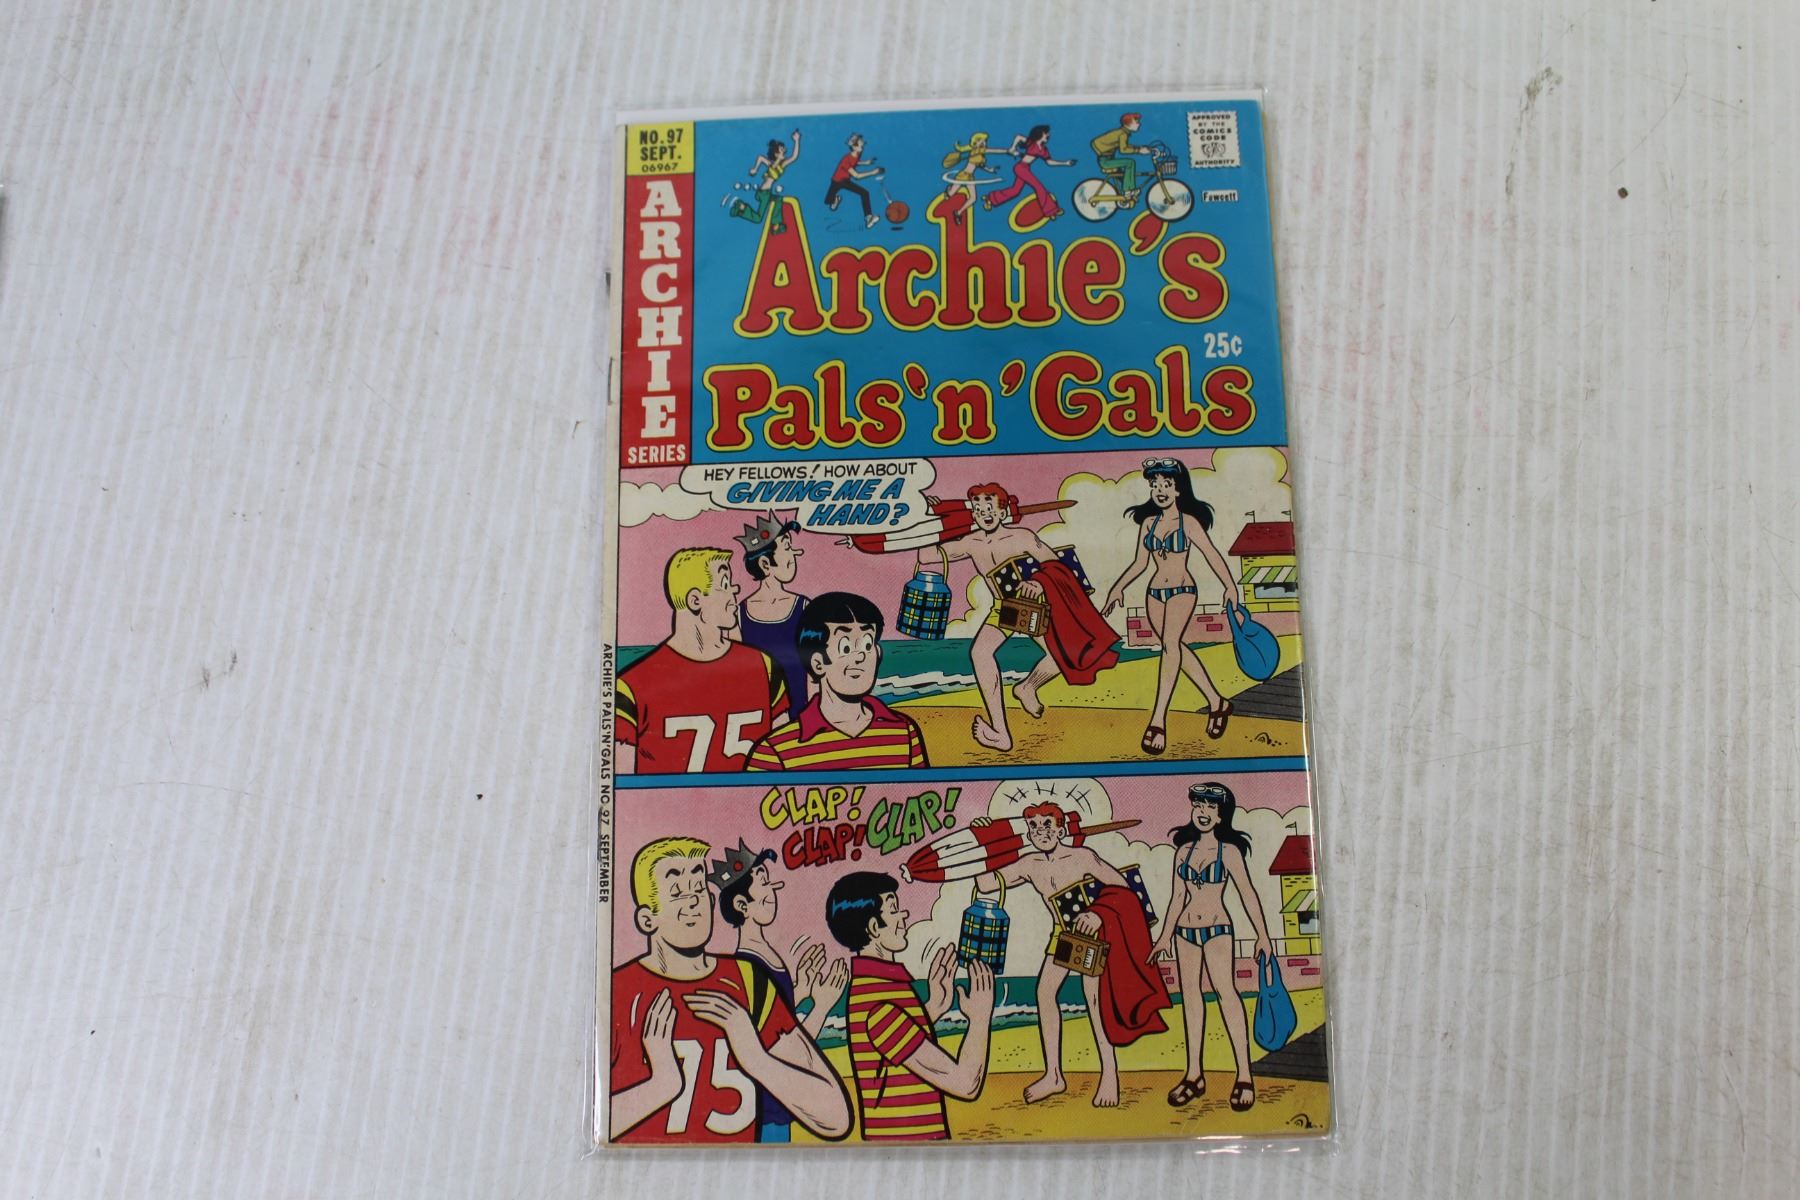 NO. 97
SEPT.
06967
ARCHIE
SERIES
APPROVED
BY THE
COMICS
CODE
AUTHORITY
Fawcett
Archie's
25¢
Pals 'n' Gals
HEY FELLOWS! HOW ABOUT
GIVING ME A
HAND?
75
ARCHIE'S PALS 'N' GALS NO. 97 SEPTEMBER
CLAP!
CLAP! CLAP!
75